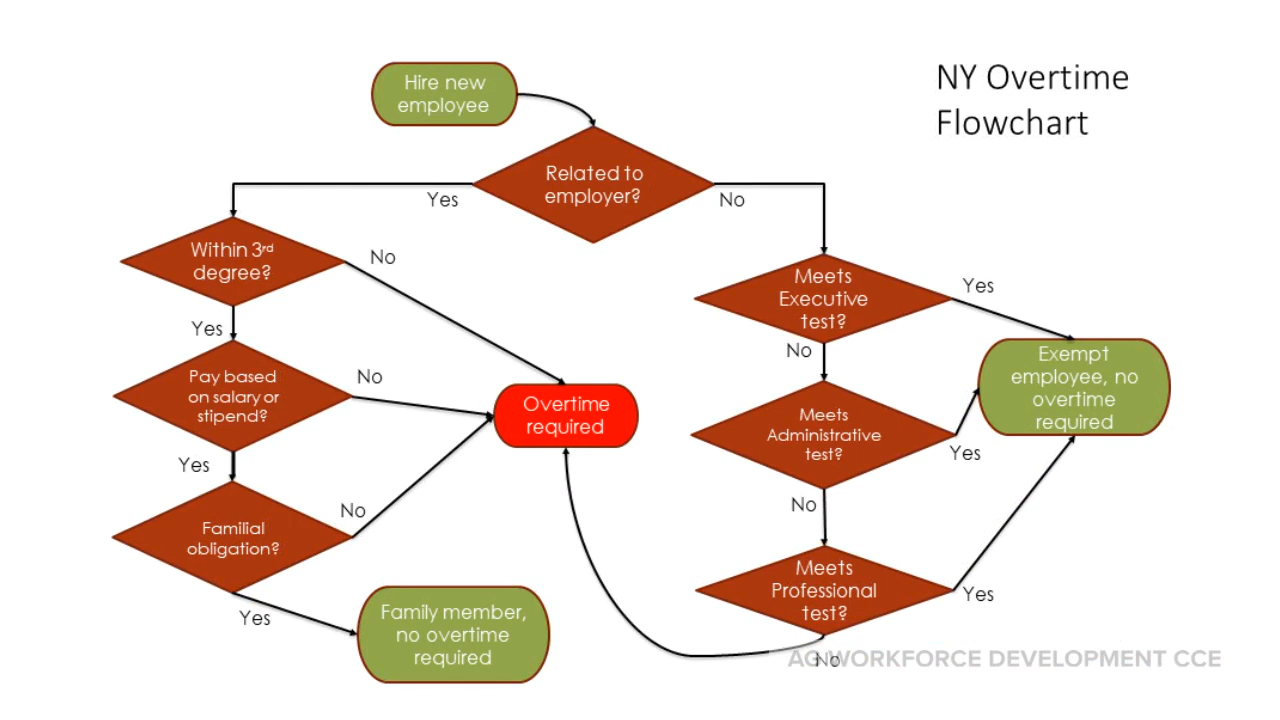 NY Overtime
Flowchart
Hire new
employee
Related to
employer?
Yes
No
Within 3rd
degree?
No
Yes
Pay based
on salary or
stipend?
No
Yes
Familial
obligation?
No
Yes
Family member,
no overtime
required
Overtime
required
Meets
Executive
test?
Yes
No
Meets
Administrative
test?
Yes
No
Meets
Professional
test?
Yes
No
Exempt
employee, no
overtime
required
AG WORKFORCE DEVELOPMENT CCE